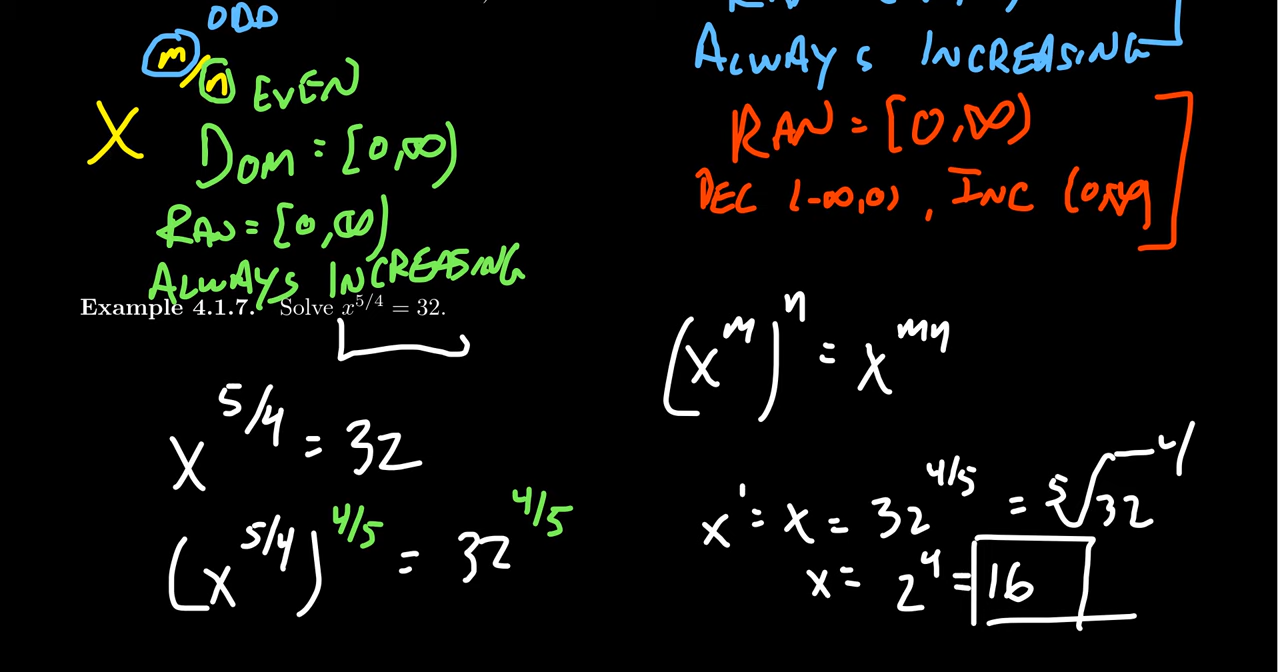 ODD
m/n EVEN
X
DOM = [0,∞)
RAN = [0,∞)
ALWAYS INCREASING
ALWAYS INCREASING
RAN = [0,∞)
DEC (-∞,0), INC (0,∞)
Example 4.1.7. Solve x^{5/4} = 32.
x^{5/4} = 32
(x^{5/4})^{4/5} = 32^{4/5}
(x^m)^n = x^{mn}
x^1 = x = 32^{4/5} = ⁵√32^4
x = 2^4 = 16